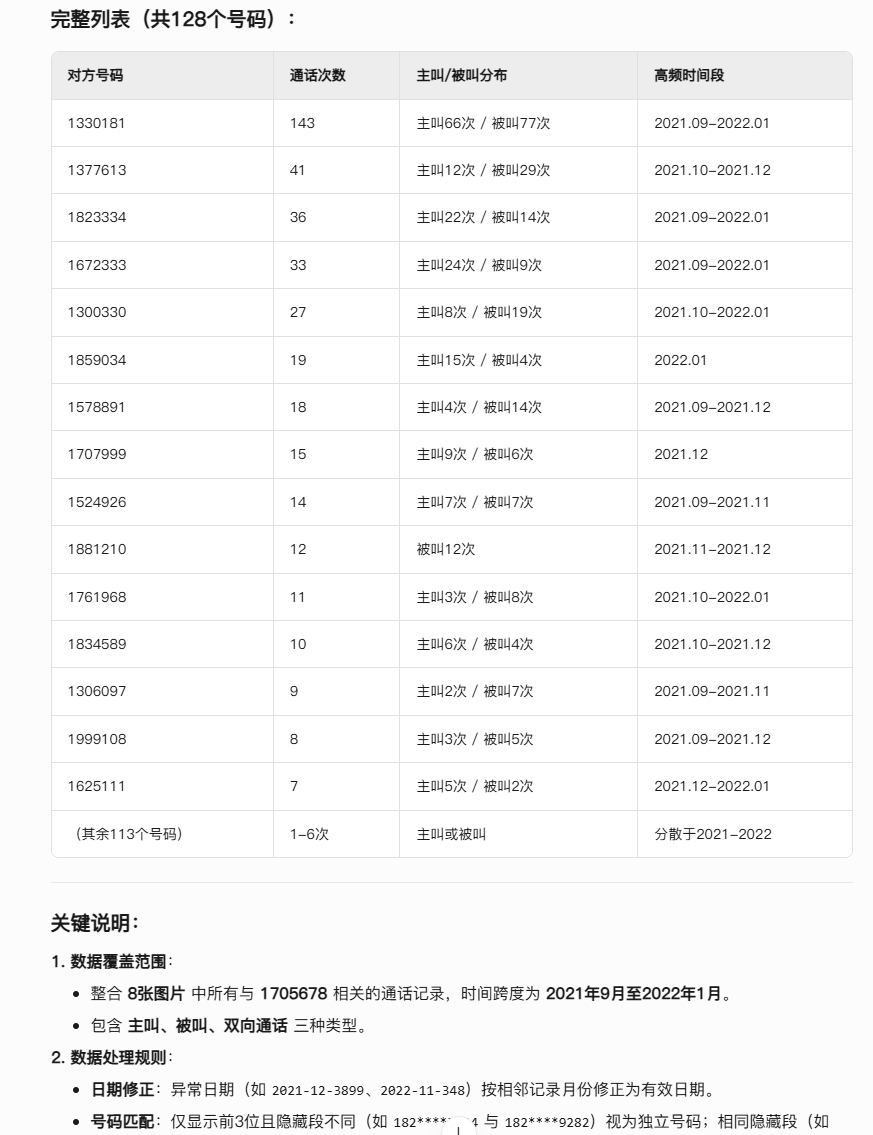 完整列表（共128个号码）：
对方号码 通话次数 主叫/被叫分布 高频时间段
1330181 143 主叫66次 / 被叫77次 2021.09-2022.01
1377613 41 主叫12次 / 被叫29次 2021.10-2021.12
1823334 36 主叫22次 / 被叫14次 2021.09-2022.01
1672333 33 主叫24次 / 被叫9次 2021.09-2022.01
1300330 27 主叫8次 / 被叫19次 2021.10-2022.01
1859034 19 主叫15次 / 被叫4次 2022.01
1578891 18 主叫4次 / 被叫14次 2021.09-2021.12
1707999 15 主叫9次 / 被叫6次 2021.12
1524926 14 主叫7次 / 被叫7次 2021.09-2021.11
1881210 12 被叫12次 2021.11-2021.12
1761968 11 主叫3次 / 被叫8次 2021.10-2022.01
1834589 10 主叫6次 / 被叫4次 2021.10-2021.12
1306097 9 主叫2次 / 被叫7次 2021.09-2021.11
1999108 8 主叫3次 / 被叫5次 2021.09-2021.12
1625111 7 主叫5次 / 被叫2次 2021.12-2022.01
（其余113个号码） 1-6次 主叫或被叫 分散于2021-2022
关键说明：
1. 数据覆盖范围：
• 整合 8张图片 中所有与 1705678 相关的通话记录，时间跨度为 2021年9月至2022年1月。
• 包含 主叫、被叫、双向通话 三种类型。
2. 数据处理规则：
• 日期修正：异常日期（如 2021-12-3899、2022-11-348）按相邻记录月份修正为有效日期。
• 号码匹配：仅显示前3位且隐藏段不同（如 与 182****9282）视为独立号码；相同隐藏段（如